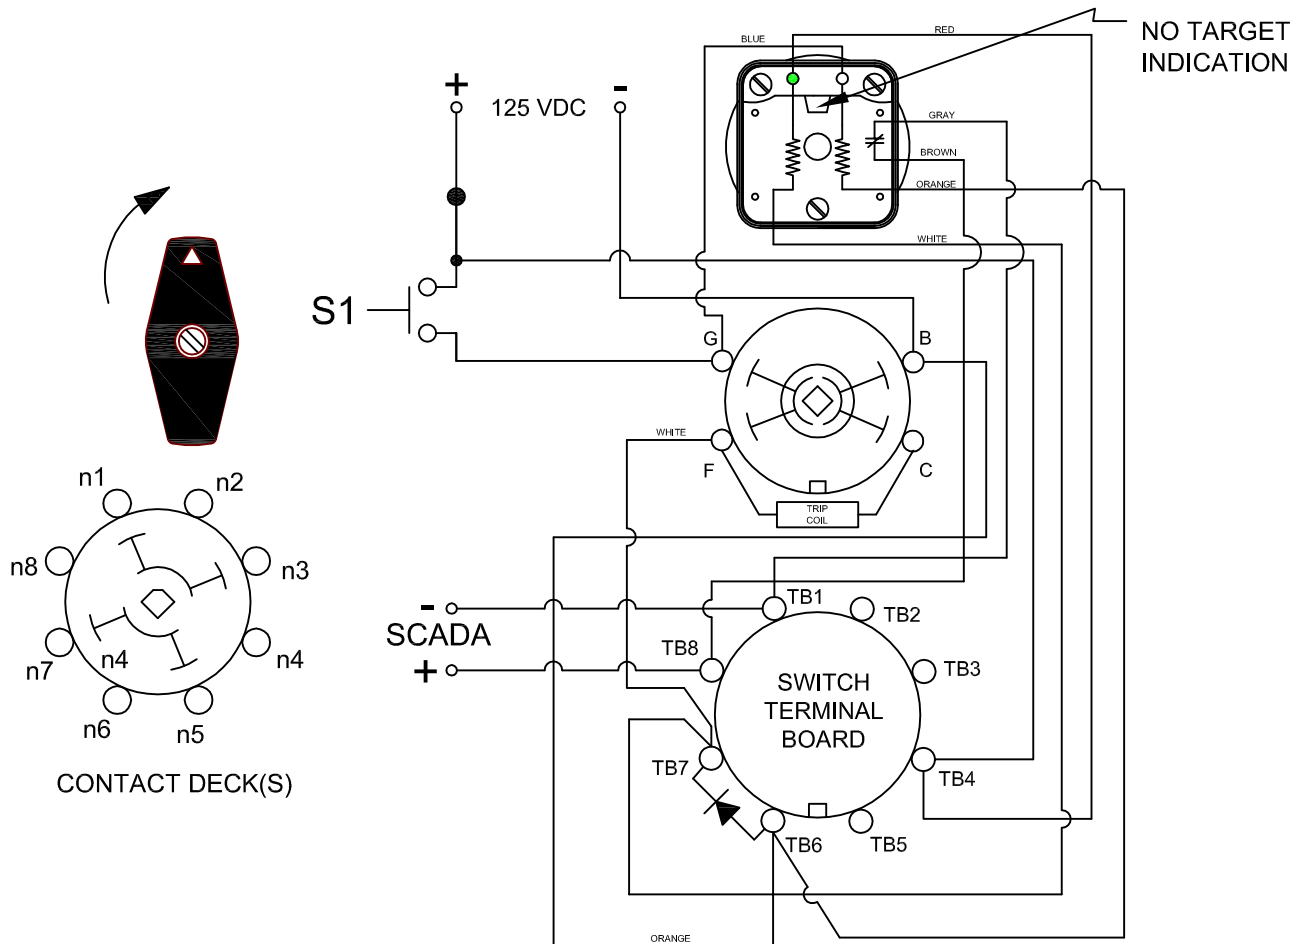 RED
NO TARGET
INDICATION
BLUE
+ 125 VDC -
GRAY
BROWN
ORANGE
WHITE
S1
G
B
WHITE
F
C
TRIP
COIL
n1
n2
n8
n3
n7
n4
n4
n6
n5
CONTACT DECK(S)
-
SCADA
+
TB1
TB2
TB8
TB3
SWITCH
TERMINAL
BOARD
TB7
TB4
TB6
TB5
ORANGE